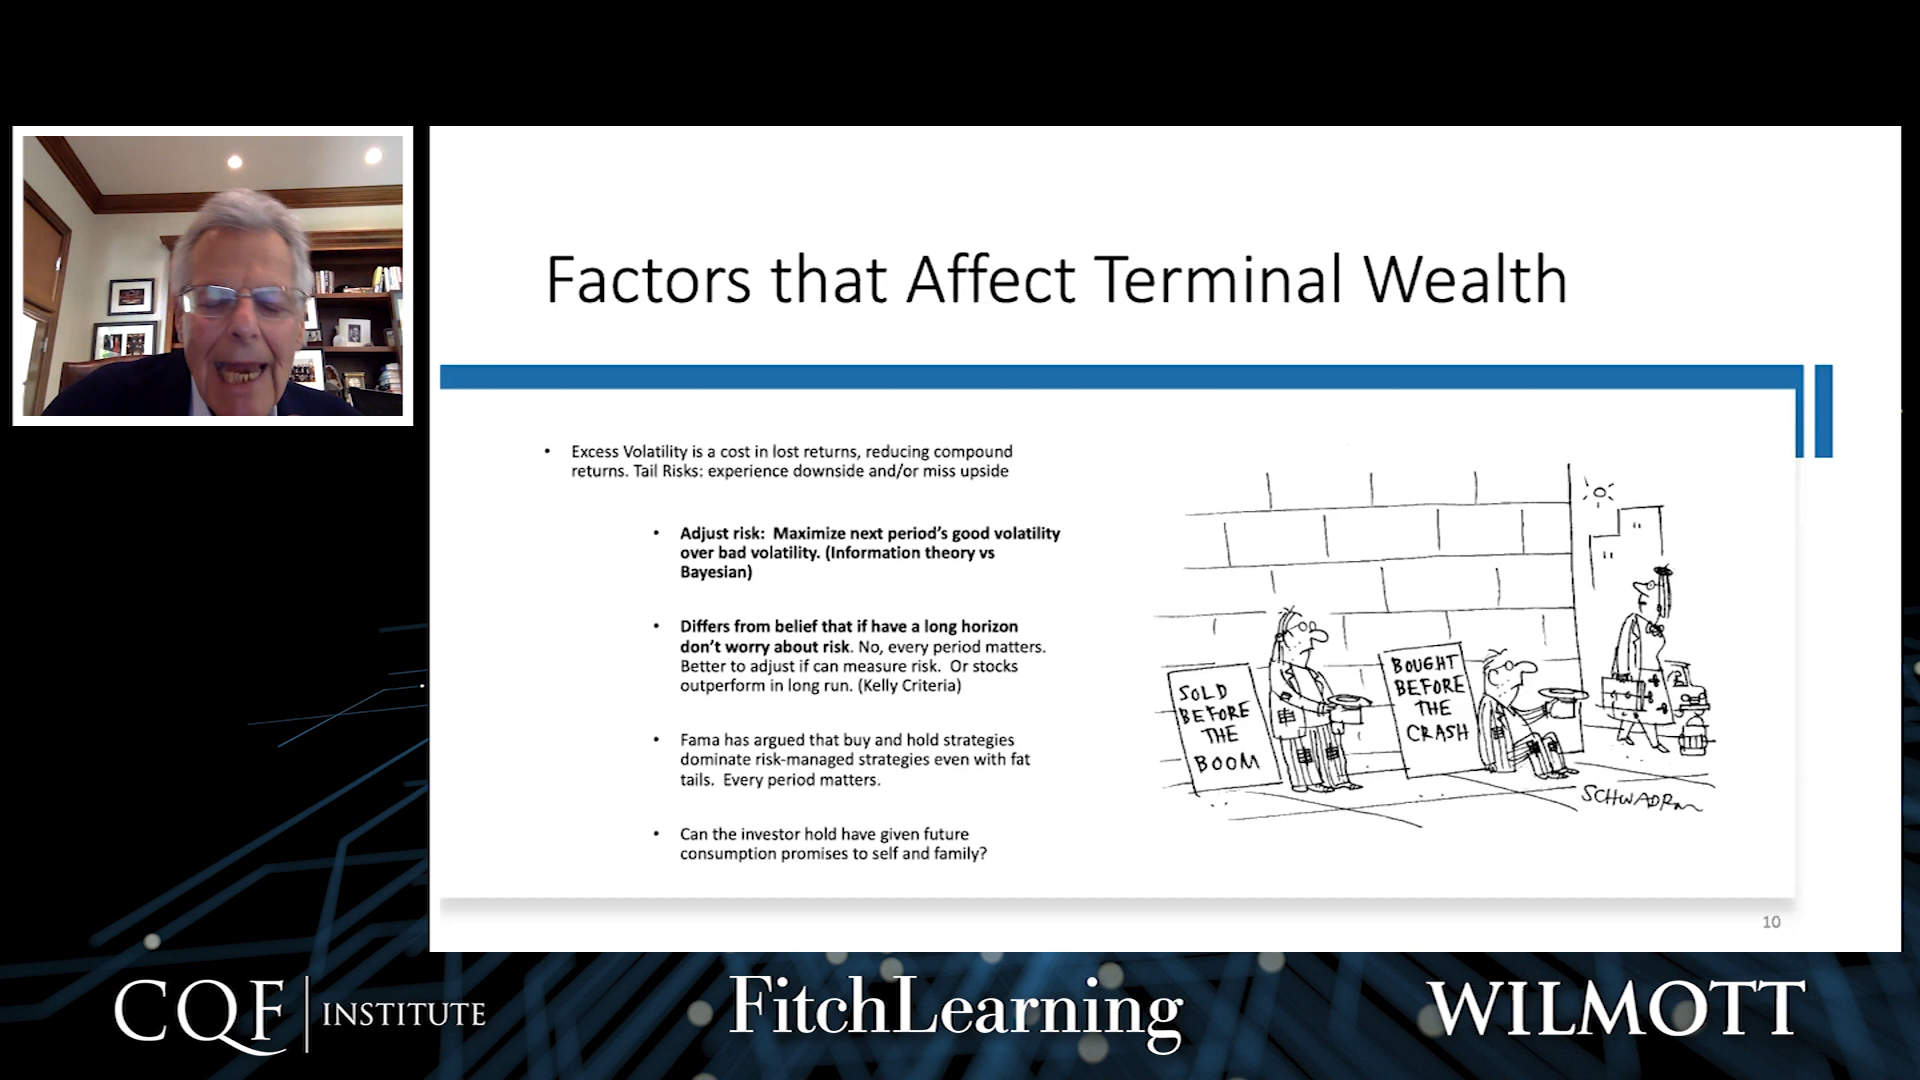 Factors that Affect Terminal Wealth
• Excess Volatility is a cost in lost returns, reducing compound
returns. Tail Risks: experience downside and/or miss upside
• Adjust risk: Maximize next period's good volatility
over bad volatility. (Information theory vs
Bayesian)
• Differs from belief that if have a long horizon
don't worry about risk. No, every period matters.
Better to adjust if can measure risk. Or stocks
outperform in long run. (Kelly Criteria)
• Fama has argued that buy and hold strategies
dominate risk-managed strategies even with fat
tails. Every period matters.
• Can the investor hold have given future
consumption promises to self and family?
SOLD
BEFORE
THE
BOOM
BOUGHT
BEFORE
THE
CRASH
SCHWADRON
10
CQF INSTITUTE
FitchLearning
WILMOTT